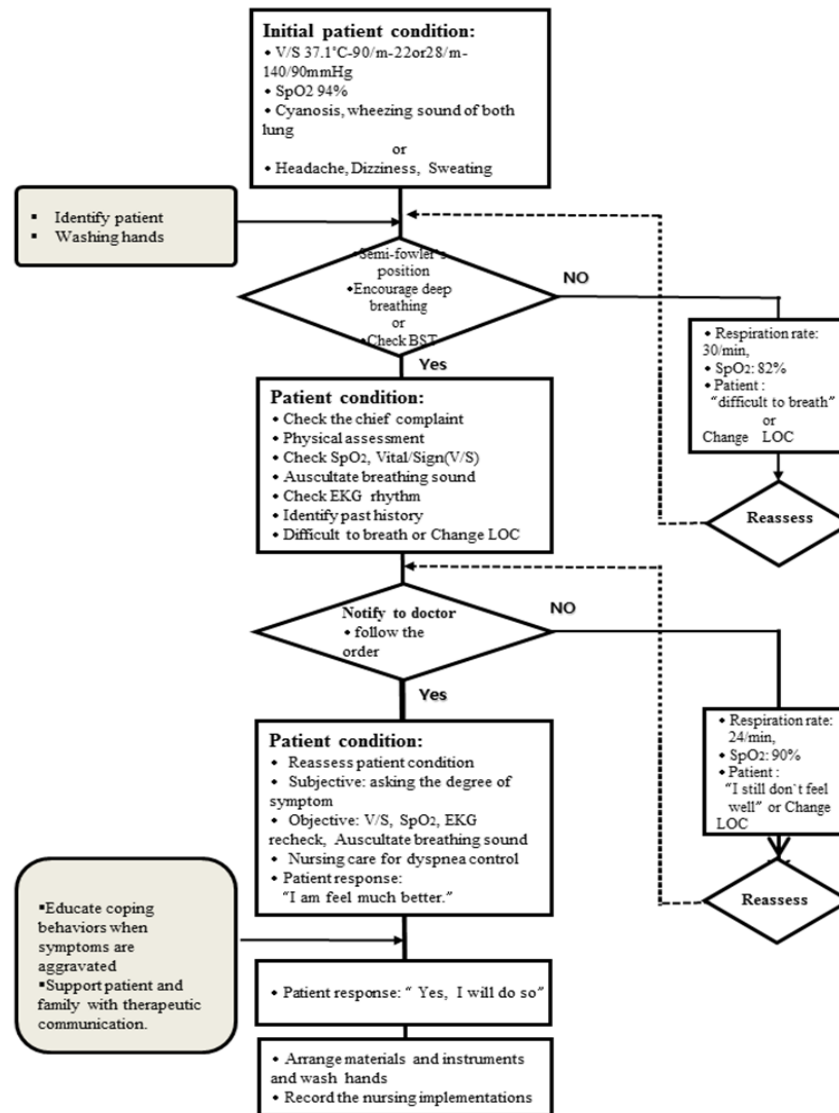 Initial patient condition:
• V/S 37.1°C-90/m-22or28/m-
140/90mmHg
• SpO2 94%
• Cyanosis, wheezing sound of both
lung
or
• Headache, Dizziness, Sweating
▪ Identify patient
▪ Washing hands
•Semi-fowler's
position
•Encourage deep
breathing
or
•Check BST
NO
Yes
• Respiration rate:
30/min,
• SpO2: 82%
• Patient :
“difficult to breath”
or
Change LOC
Reassess
Patient condition:
• Check the chief complaint
• Physical assessment
• Check SpO2, Vital/Sign(V/S)
• Auscultate breathing sound
• Check EKG rhythm
• Identify past history
• Difficult to breath or Change LOC
Notify to doctor
• follow the
order
NO
Yes
• Respiration rate:
24/min,
• SpO2: 90%
• Patient :
“I still don`t feel
well” or Change
LOC
Reassess
Patient condition:
• Reassess patient condition
• Subjective: asking the degree of
symptom
• Objective: V/S, SpO2, EKG
recheck, Auscultate breathing sound
• Nursing care for dyspnea control
• Patient response:
“I am feel much better.”
▪Educate coping
behaviors when
symptoms are
aggravated
▪Support patient and
family with therapeutic
communication.
• Patient response: “ Yes, I will do so”
• Arrange materials and instruments
and wash hands
• Record the nursing implementations